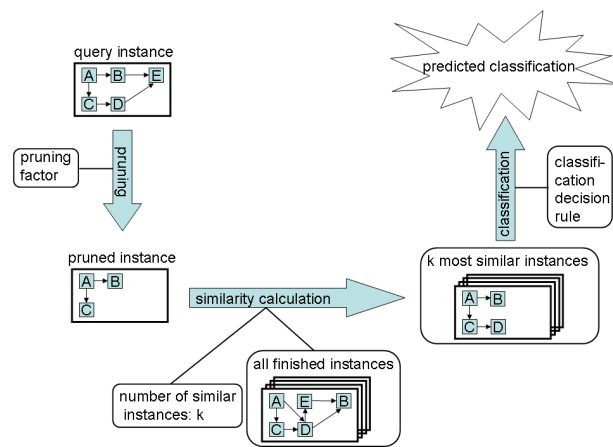 query instance
A B E
C D
pruning
factor
pruning
pruned instance
A B
C
similarity calculation
number of similar
instances: k
all finished instances
A E B
C D
k most similar instances
A B
C D
classification
classifi-
cation
decision
rule
predicted classification